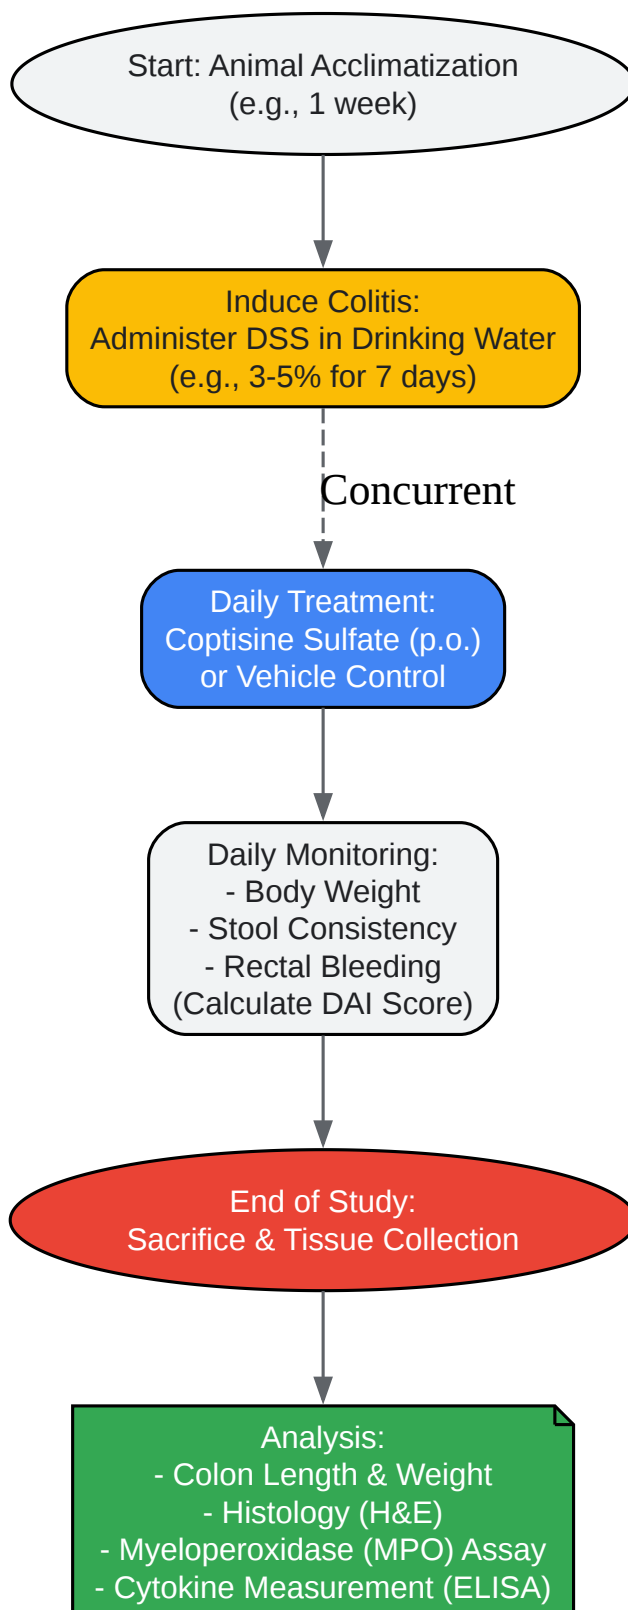 Start: Animal Acclimatization
(e.g., 1 week)
Induce Colitis:
Administer DSS in Drinking Water
(e.g., 3-5% for 7 days)
Concurrent
Daily Treatment:
Coptisine Sulfate (p.o.)
or Vehicle Control
Daily Monitoring:
- Body Weight
- Stool Consistency
- Rectal Bleeding
(Calculate DAI Score)
End of Study:
Sacrifice & Tissue Collection
Analysis:
- Colon Length & Weight
- Histology (H&E)
- Myeloperoxidase (MPO) Assay
- Cytokine Measurement (ELISA)